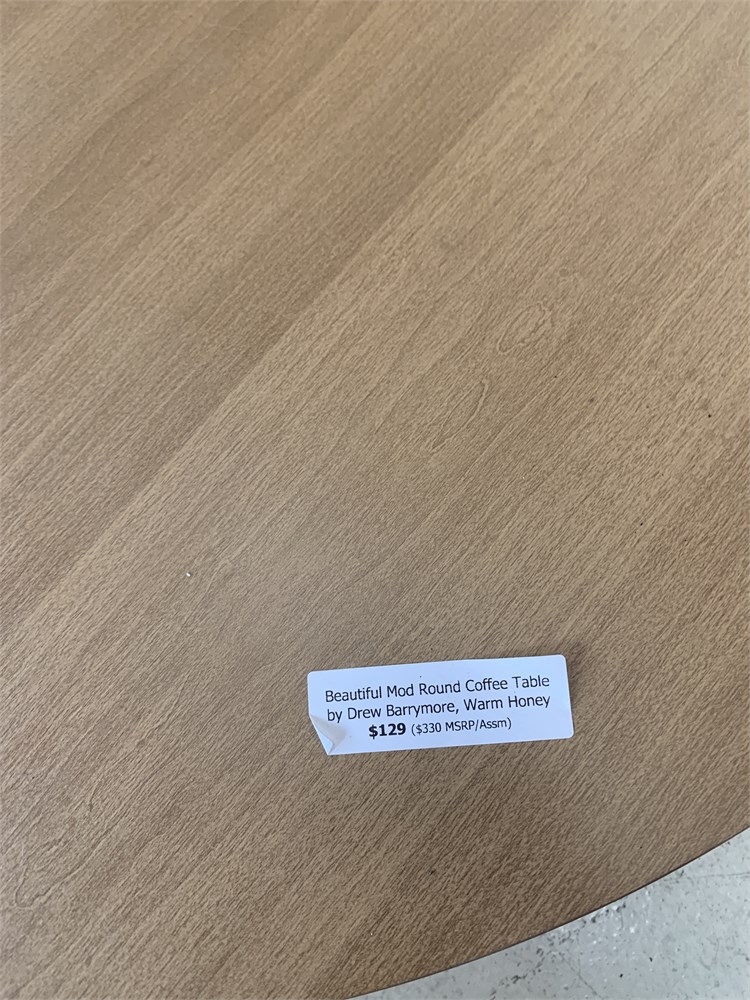 Beautiful Mod Round Coffee Table
by Drew Barrymore, Warm Honey
$129 ($330 MSRP/Assm)